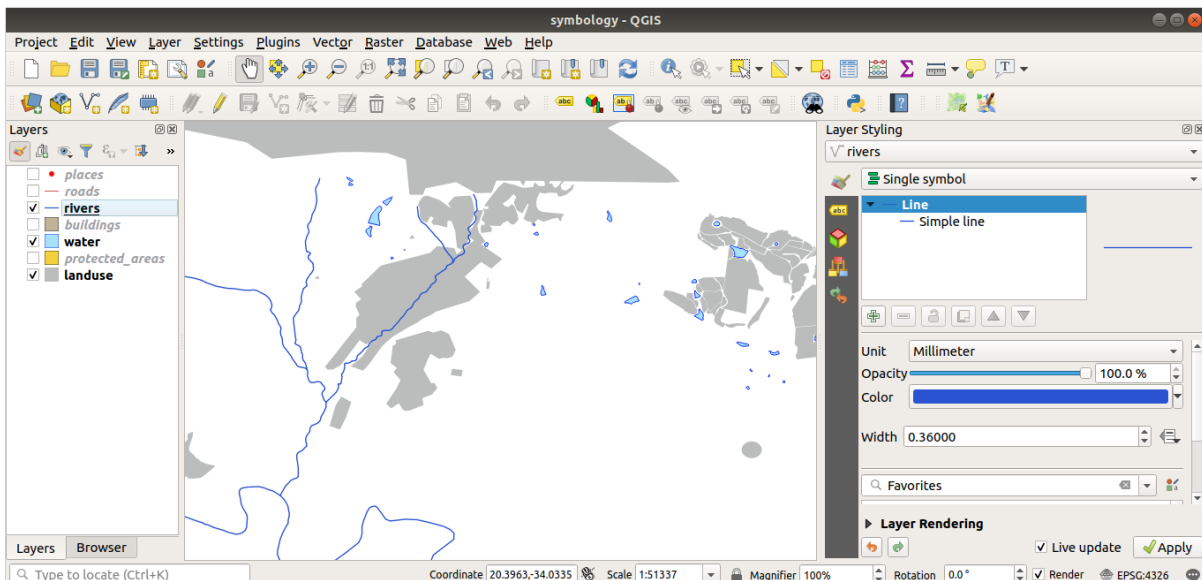 symbology - QGIS
Project Edit View Layer Settings Plugins Vector Raster Database Web Help
Layers
places
roads
rivers
buildings
water
protected_areas
landuse
Layers Browser
Layer Styling
rivers
Single symbol
Line
Simple line
Unit Millimeter
Opacity 100.0 %
Color
Width 0.36000
Favorites
Layer Rendering
Live update Apply
Type to locate (Ctrl+K) Coordinate 20.3963,-34.0335 Scale 1:51337 Magnifier 100% Rotation 0.0° Render EPSG:4326